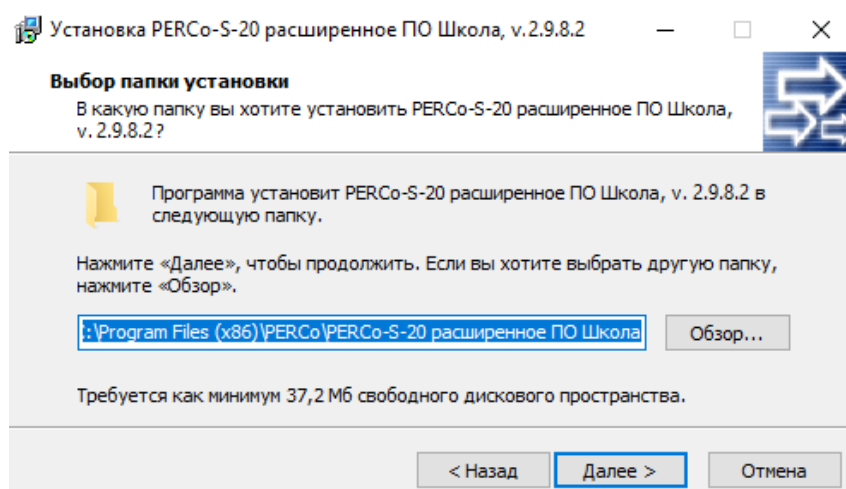 Установка PERCo-S-20 расширенное ПО Школа, v.2.9.8.2
Выбор папки установки
В какую папку вы хотите установить PERCo-S-20 расширенное ПО Школа,
v. 2.9.8.2?
Программа установит PERCo-S-20 расширенное ПО Школа, v. 2.9.8.2 в
следующую папку.
Нажмите «Далее», чтобы продолжить. Если вы хотите выбрать другую папку,
нажмите «Обзор».
:\Program Files (x86)\PERCo\PERCo-S-20 расширенное ПО Школа
Обзор...
Требуется как минимум 37,2 Мб свободного дискового пространства.
< Назад
Далее >
Отмена